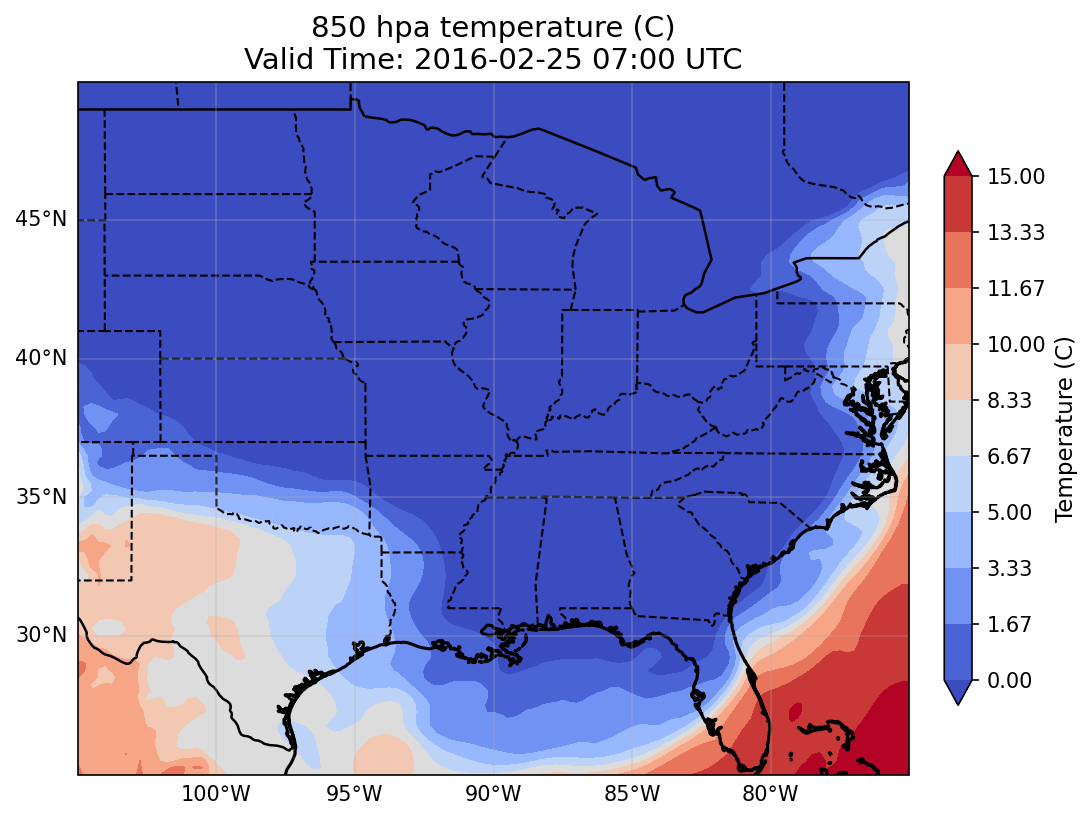 850 hpa temperature (C)
Valid Time: 2016-02-25 07:00 UTC
45°N
40°N
35°N
30°N
100°W
95°W
90°W
85°W
80°W
15.00
13.33
11.67
10.00
8.33
6.67
5.00
3.33
1.67
0.00
Temperature (C)